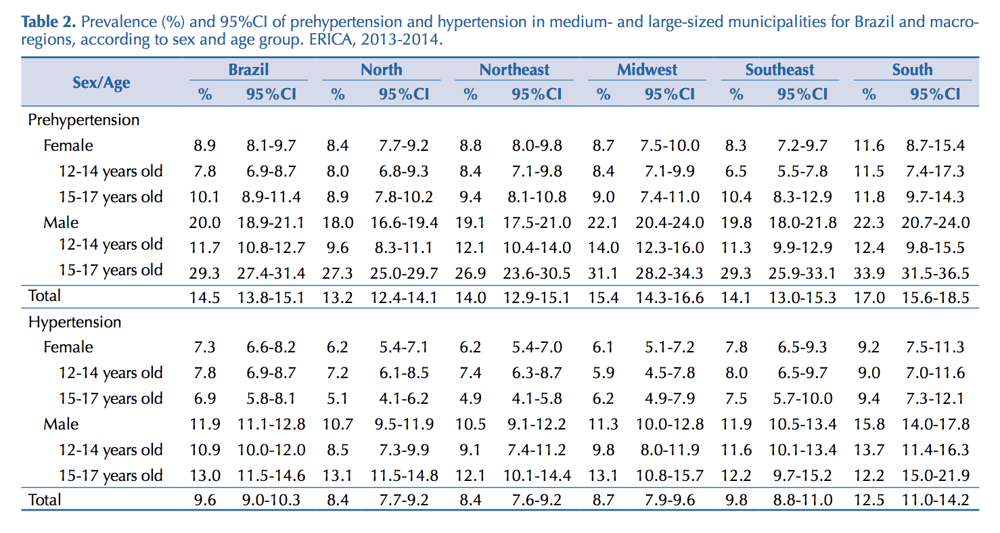 Table 2. Prevalence (%) and 95%CI of prehypertension and hypertension in medium- and large-sized municipalities for Brazil and macro-
regions, according to sex and age group. ERICA, 2013-2014.
Sex/Age Brazil North Northeast Midwest Southeast South
% 95%CI % 95%CI % 95%CI % 95%CI % 95%CI % 95%CI
Prehypertension
Female 8.9 8.1-9.7 8.4 7.7-9.2 8.8 8.0-9.8 8.7 7.5-10.0 8.3 7.2-9.7 11.6 8.7-15.4
12-14 years old 7.8 6.9-8.7 8.0 6.8-9.3 8.4 7.1-9.8 8.4 7.1-9.9 6.5 5.5-7.8 11.5 7.4-17.3
15-17 years old 10.1 8.9-11.4 8.9 7.8-10.2 9.4 8.1-10.8 9.0 7.4-11.0 10.4 8.3-12.9 11.8 9.7-14.3
Male 20.0 18.9-21.1 18.0 16.6-19.4 19.1 17.5-21.0 22.1 20.4-24.0 19.8 18.0-21.8 22.3 20.7-24.0
12-14 years old 11.7 10.8-12.7 9.6 8.3-11.1 12.1 10.4-14.0 14.0 12.3-16.0 11.3 9.9-12.9 12.4 9.8-15.5
15-17 years old 29.3 27.4-31.4 27.3 25.0-29.7 26.9 23.6-30.5 31.1 28.2-34.3 29.3 25.9-33.1 33.9 31.5-36.5
Total 14.5 13.8-15.1 13.2 12.4-14.1 14.0 12.9-15.1 15.4 14.3-16.6 14.1 13.0-15.3 17.0 15.6-18.5
Hypertension
Female 7.3 6.6-8.2 6.2 5.4-7.1 6.2 5.4-7.0 6.1 5.1-7.2 7.8 6.5-9.3 9.2 7.5-11.3
12-14 years old 7.8 6.9-8.7 7.2 6.1-8.5 7.4 6.3-8.7 5.9 4.5-7.8 8.0 6.5-9.7 9.0 7.0-11.6
15-17 years old 6.9 5.8-8.1 5.1 4.1-6.2 4.9 4.1-5.8 6.2 4.9-7.9 7.5 5.7-10.0 9.4 7.3-12.1
Male 11.9 11.1-12.8 10.7 9.5-11.9 10.5 9.1-12.2 11.3 10.0-12.8 11.9 10.5-13.4 15.8 14.0-17.8
12-14 years old 10.9 10.0-12.0 8.5 7.3-9.9 9.1 7.4-11.2 9.8 8.0-11.9 11.6 10.1-13.4 13.7 11.4-16.3
15-17 years old 13.0 11.5-14.6 13.1 11.5-14.8 12.1 10.1-14.4 13.1 10.8-15.7 12.2 9.7-15.2 12.2 15.0-21.9
Total 9.6 9.0-10.3 8.4 7.7-9.2 8.4 7.6-9.2 8.7 7.9-9.6 9.8 8.8-11.0 12.5 11.0-14.2